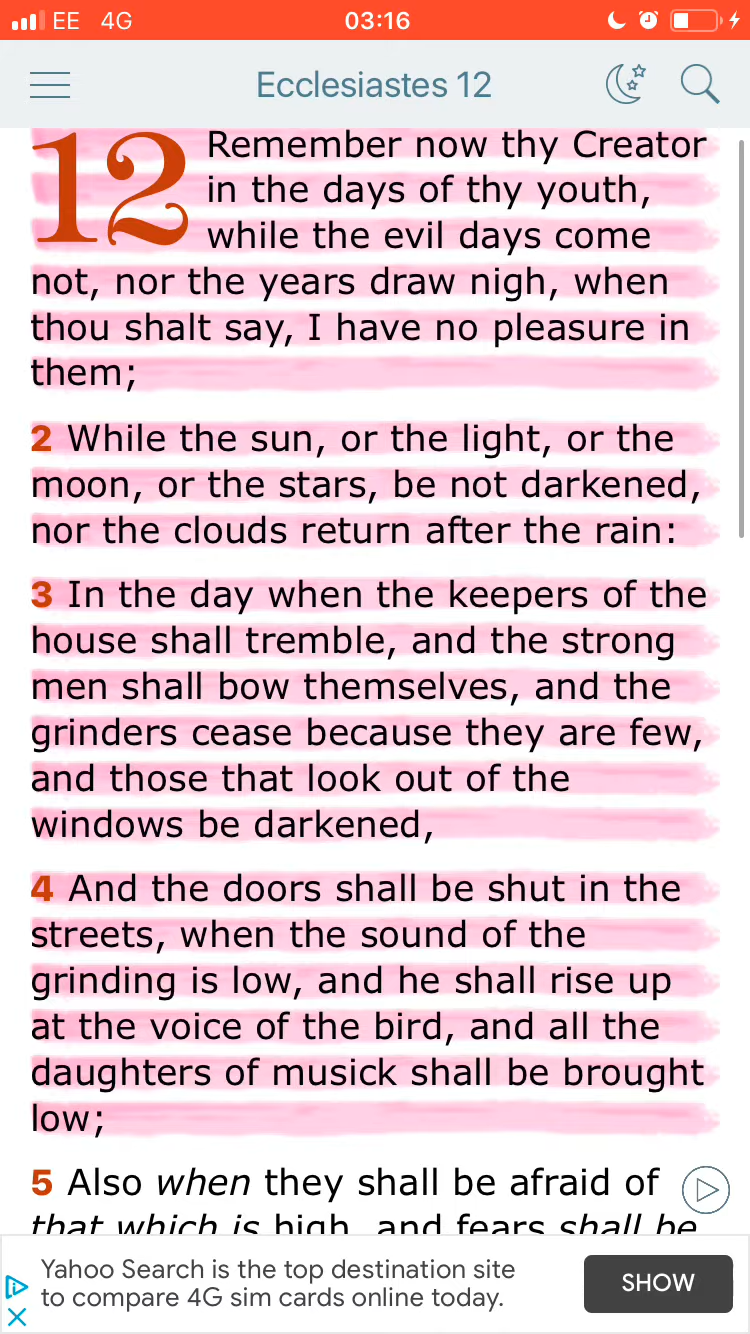 EE 4G 03:16
Ecclesiastes 12
12 Remember now thy Creator
in the days of thy youth,
while the evil days come
not, nor the years draw nigh, when
thou shalt say, I have no pleasure in
them;
2 While the sun, or the light, or the
moon, or the stars, be not darkened,
nor the clouds return after the rain:
3 In the day when the keepers of the
house shall tremble, and the strong
men shall bow themselves, and the
grinders cease because they are few,
and those that look out of the
windows be darkened,
4 And the doors shall be shut in the
streets, when the sound of the
grinding is low, and he shall rise up
at the voice of the bird, and all the
daughters of musick shall be brought
low;
5 Also when they shall be afraid of
that which is high, and fears shall be
Yahoo Search is the top destination site
to compare 4G sim cards online today.
SHOW